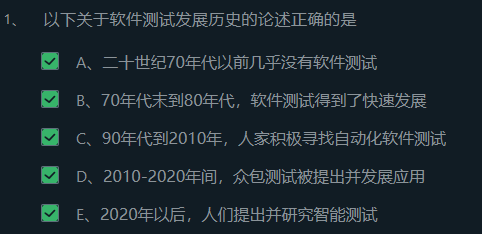 1、 以下关于软件测试发展历史的论述正确的是
A、二十世纪70年代以前几乎没有软件测试
B、70年代末到80年代，软件测试得到了快速发展
C、90年代到2010年，人家积极寻找自动化软件测试
D、2010-2020年间，众包测试被提出并发展应用
E、2020年以后，人们提出并研究智能测试